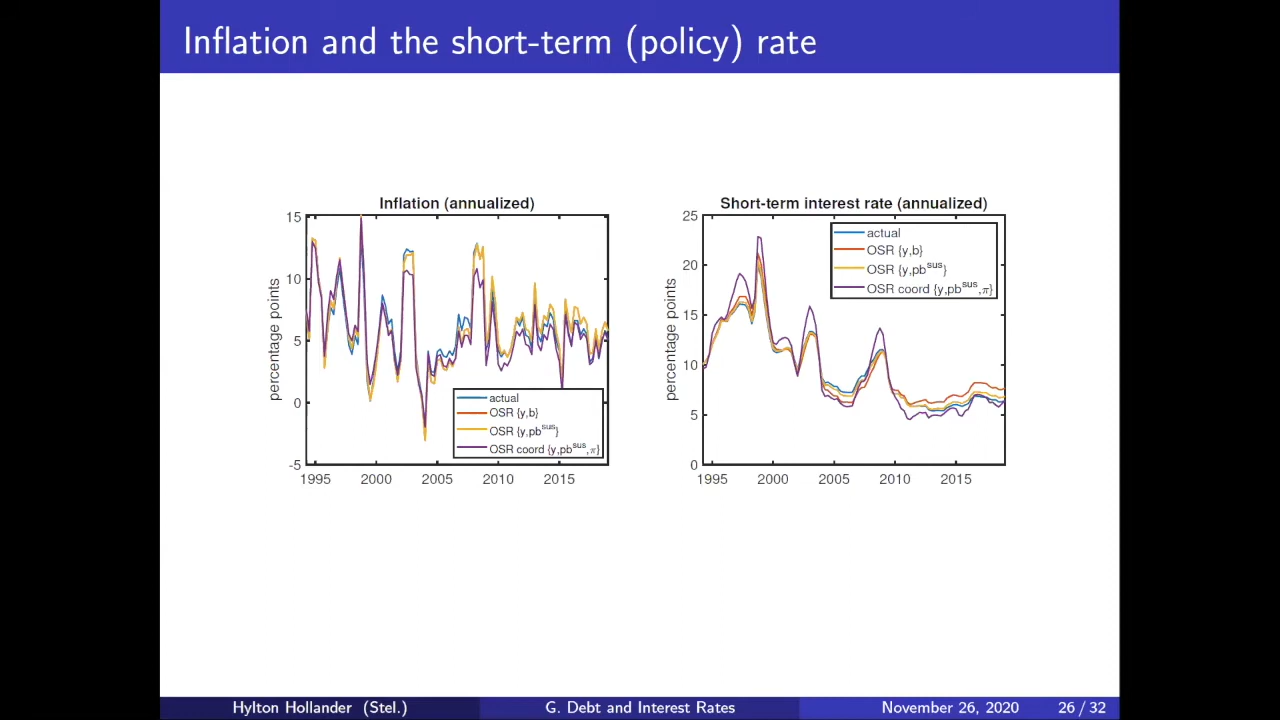 Inflation and the short-term (policy) rate
Inflation (annualized)
percentage points
15
10
5
0
-5
1995 2000 2005 2010 2015
actual
OSR {y,b}
OSR {y,pb^sus}
OSR coord {y,pb^sus,π}
Short-term interest rate (annualized)
percentage points
25
20
15
10
5
0
1995 2000 2005 2010 2015
actual
OSR {y,b}
OSR {y,pb^sus}
OSR coord {y,pb^sus,π}
Hylton Hollander (Stel.) G. Debt and Interest Rates November 26, 2020 26 / 32